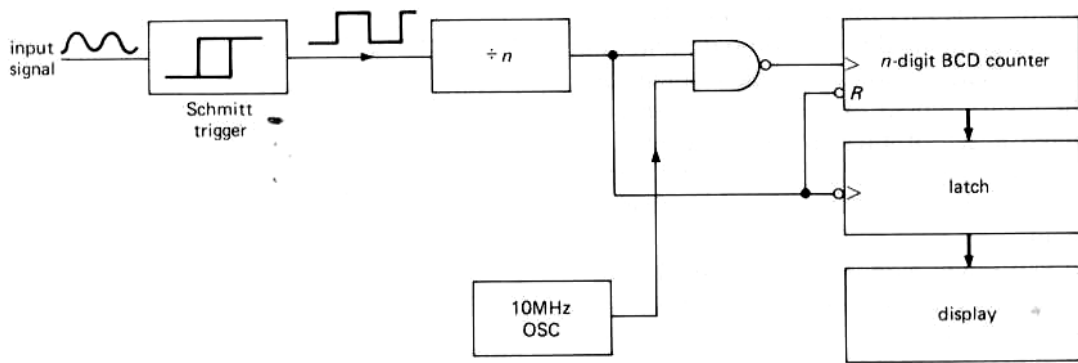 input
signal
Schmitt
trigger
÷ n
10MHz
OSC
n-digit BCD counter
R
latch
display